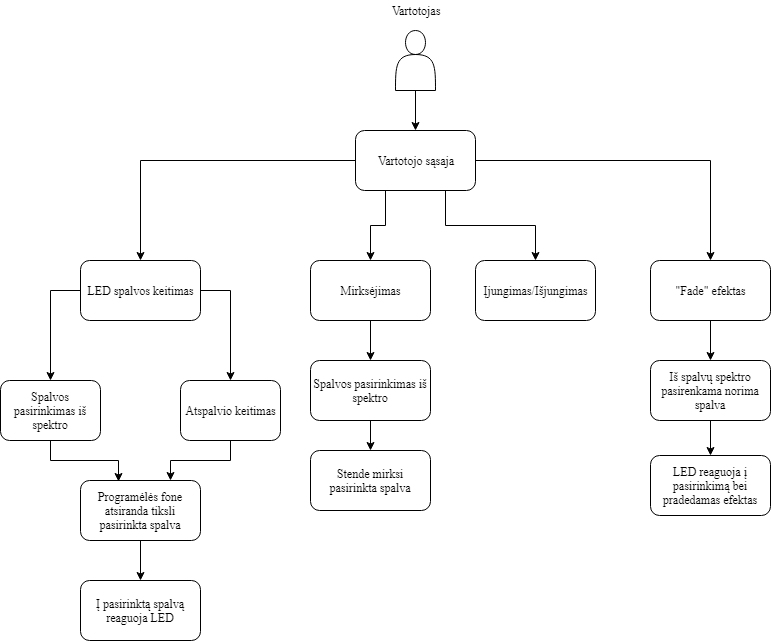 Vartotojas
Vartotojo sąsaja
LED spalvos keitimas
Mirksėjimas
Įjungimas/Išjungimas
"Fade" efektas
Spalvos
pasirinkimas iš
spektro
Atspalvio keitimas
Spalvos pasirinkimas iš
spektro
Iš spalvų spektro
pasirenkama norima
spalva
Programėlės fone
atsiranda tiksli
pasirinkta spalva
Stende mirksi
pasirinkta spalva
LED reaguoja į
pasirinkimą bei
pradedamas efektas
Į pasirinktą spalvą
reaguoja LED